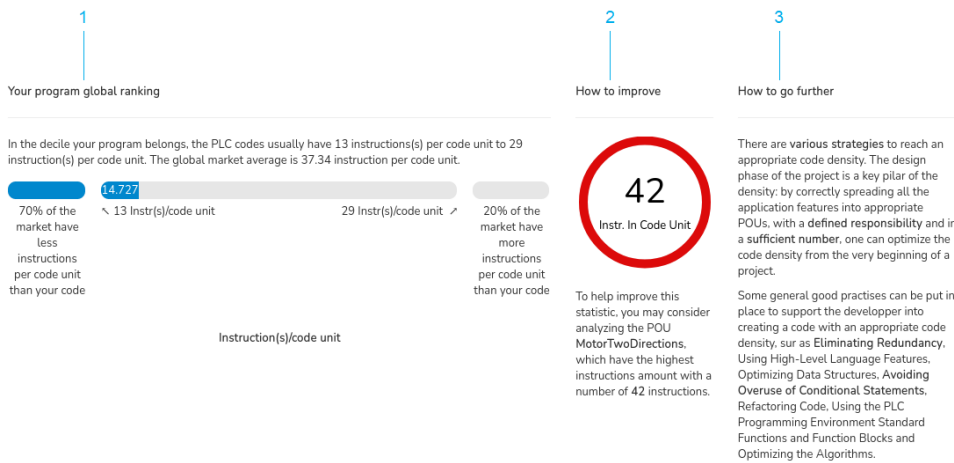 1
2
3
Your program global ranking
In the decile your program belongs, the PLC codes usually have 13 instructions(s) per code unit to 29
instruction(s) per code unit. The global market average is 37.34 instruction per code unit.
14.727
↖ 13 Instr(s)/code unit
29 Instr(s)/code unit ↗
70% of the
market have
less
instructions
per code unit
than your code
20% of the
market have
more
instructions
per code unit
than your code
Instruction(s)/code unit
How to improve
42
Instr. In Code Unit
To help improve this
statistic, you may consider
analyzing the POU
MotorTwoDirections,
which have the highest
instructions amount with a
number of 42 instructions.
How to go further
There are various strategies to reach an
appropriate code density. The design
phase of the project is a key pilar of the
density: by correctly spreading all the
application features into appropriate
POUs, with a defined responsibility and in
a sufficient number, one can optimize the
code density from the very beginning of a
project.
Some general good practises can be put in
place to support the developper into
creating a code with an appropriate code
density, sur as Eliminating Redundancy,
Using High-Level Language Features,
Optimizing Data Structures, Avoiding
Overuse of Conditional Statements,
Refactoring Code, Using the PLC
Programming Environment Standard
Functions and Function Blocks and
Optimizing the Algorithms.